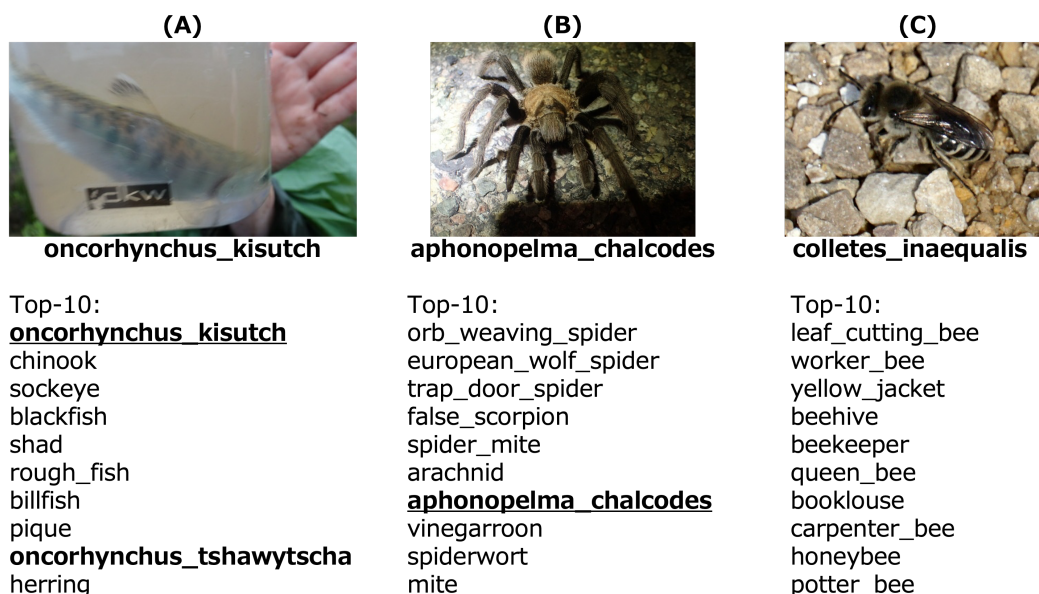 (A)
oncorhynchus_kisutch
Top-10:
oncorhynchus_kisutch
chinook
sockeye
blackfish
shad
rough_fish
billfish
pique
oncorhynchus_tshawytscha
herring
(B)
aphonopelma_chalcodes
Top-10:
orb_weaving_spider
european_wolf_spider
trap_door_spider
false_scorpion
spider_mite
arachnid
aphonopelma_chalcodes
vinegarroon
spiderwort
mite
(C)
colletes_inaequalis
Top-10:
leaf_cutting_bee
worker_bee
yellow_jacket
beehive
beekeeper
queen_bee
booklouse
carpenter_bee
honeybee
potter_bee